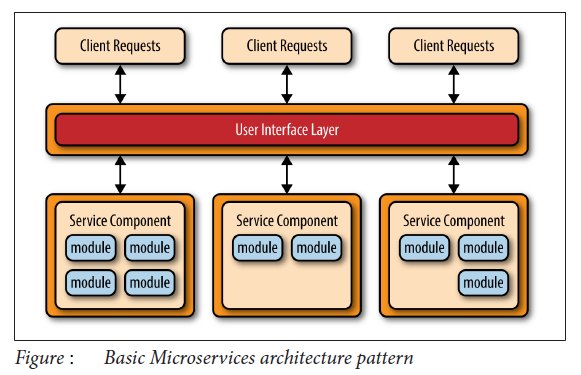 Client Requests Client Requests Client Requests
User Interface Layer
Service Component Service Component Service Component
module module module module module module
module module module
Figure : Basic Microservices architecture pattern